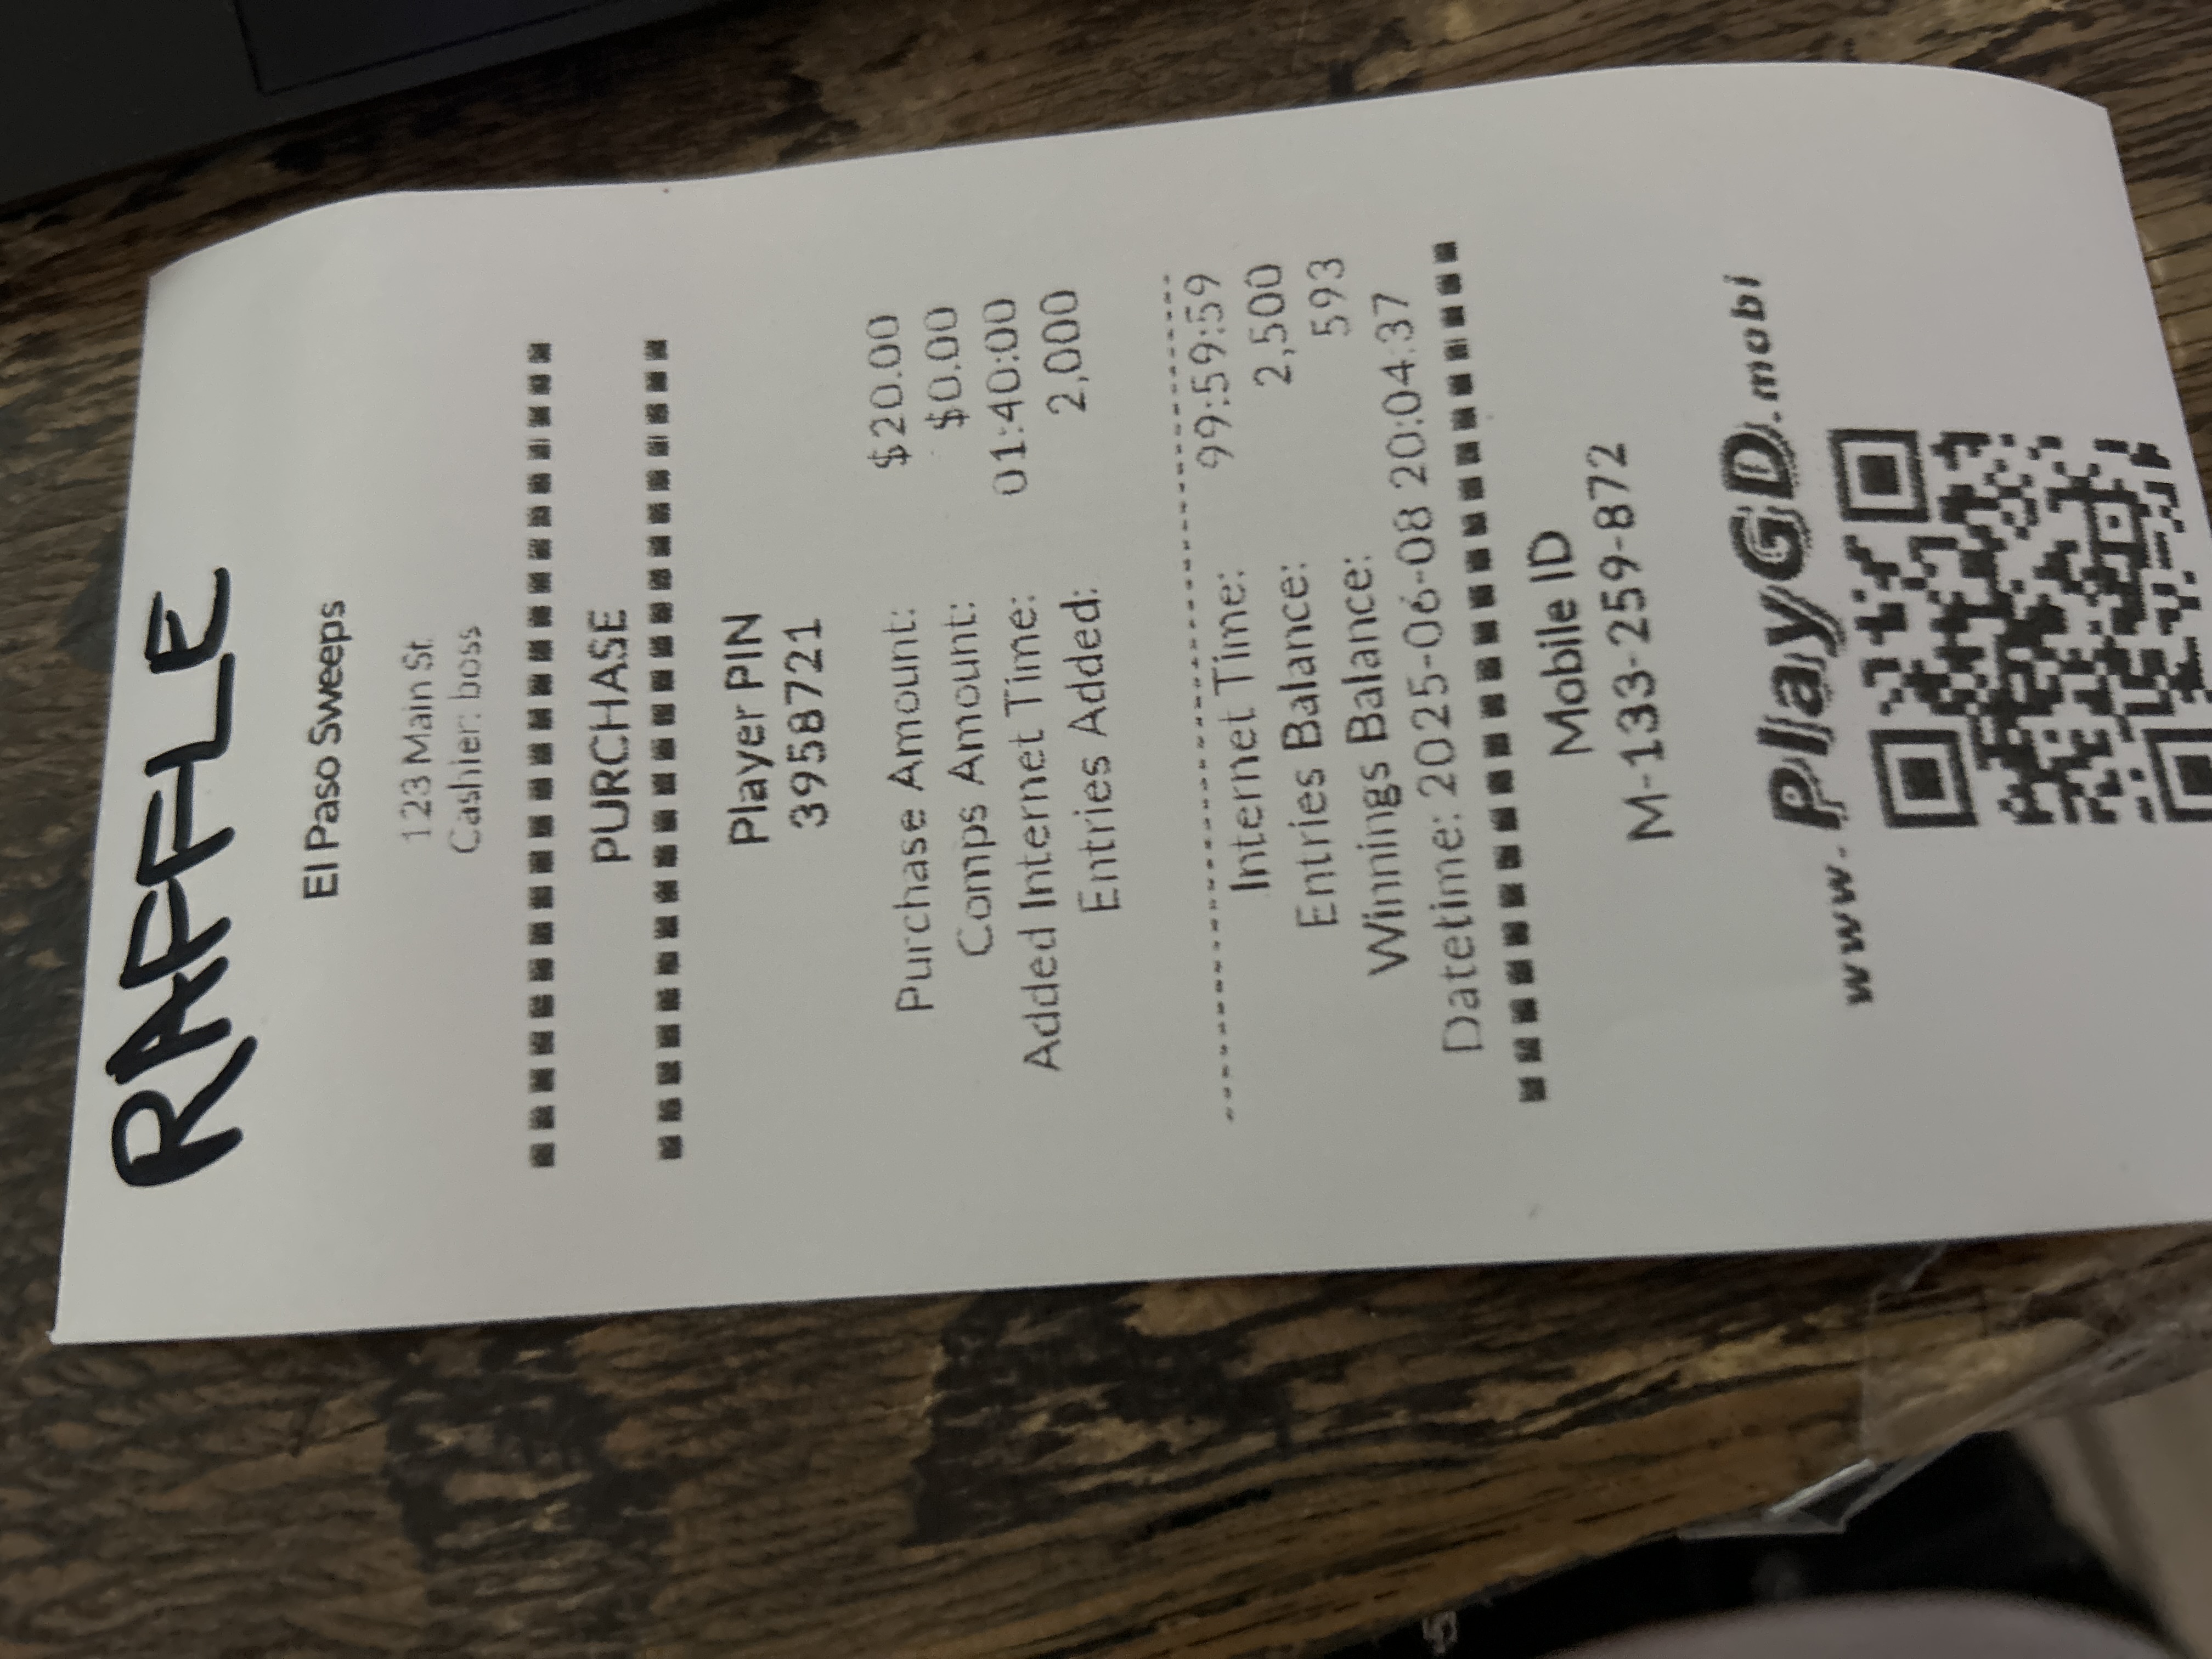 RAFFLE
El Paso Sweeps
123 Main St.
Cashier: boss
PURCHASE
Player PIN
3958721
Purchase Amount: $20.00
Comps Amount: $0.00
Added Internet Time: 01:40:00
Entries Added: 2,000
Internet Time: 99:59:59
Entries Balance: 2,500
Winnings Balance: 593
Datetime: 2025-06-08 20:04:37
Mobile ID
M-133-259-872
www.PlayGD.mobi